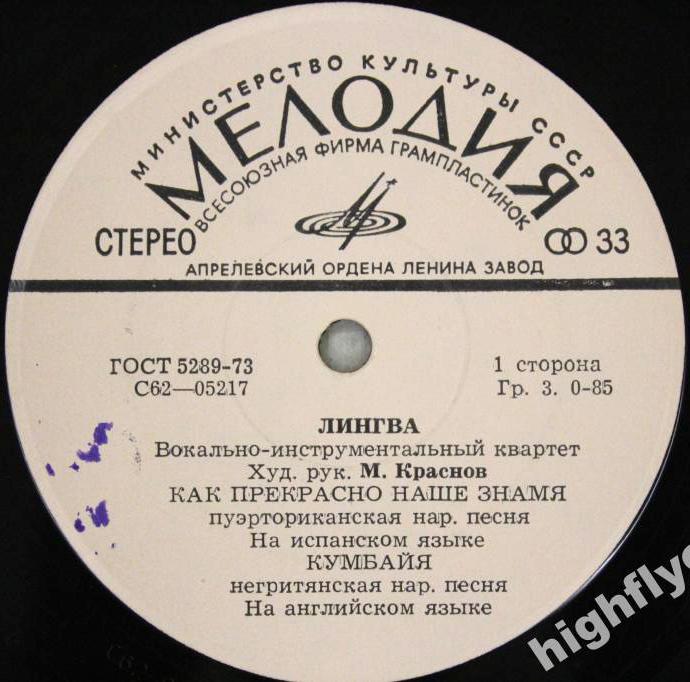 МИНИСТЕРСТВО КУЛЬТУРЫ СССР
МЕЛОДИЯ
ВСЕСОЮЗНАЯ ФИРМА ГРАМПЛАСТИНОК
СТЕРЕО
33
АПРЕЛЕВСКИЙ ОРДЕНА ЛЕНИНА ЗАВОД
ГОСТ 5289-73
1 сторона
С62—05217
Гр. 3. 0-85
ЛИНГВА
Вокально-инструментальный квартет
Худ. рук. М. Краснов
КАК ПРЕКРАСНО НАШЕ ЗНАМЯ
пуэрториканская нар. песня
На испанском языке
КУМБАЙЯ
негритянская нар. песня
На английском языке